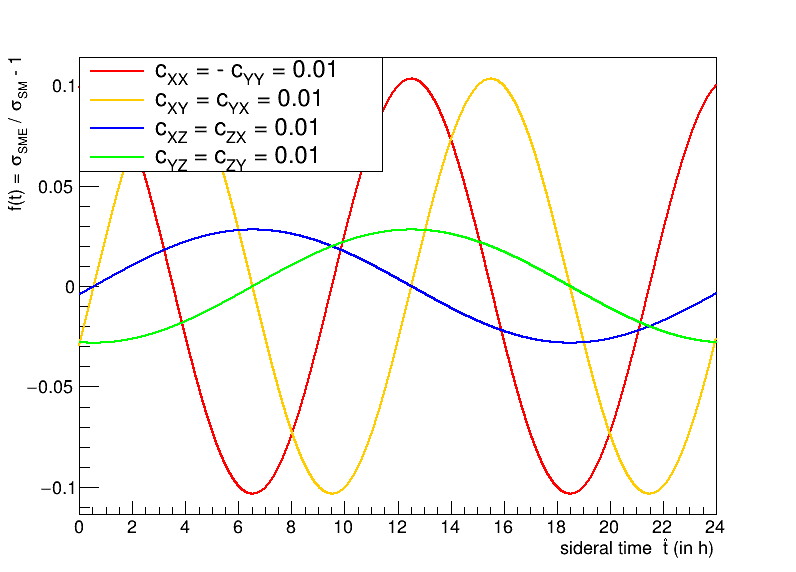 f(t) = σ_SME / σ_SM - 1
c_XX = - c_YY = 0.01
c_XY = c_YX = 0.01
c_XZ = c_ZX = 0.01
c_YZ = c_ZY = 0.01
0.1
0.05
0
−0.05
−0.1
0 2 4 6 8 10 12 14 16 18 20 22 24
sideral time t̂ (in h)